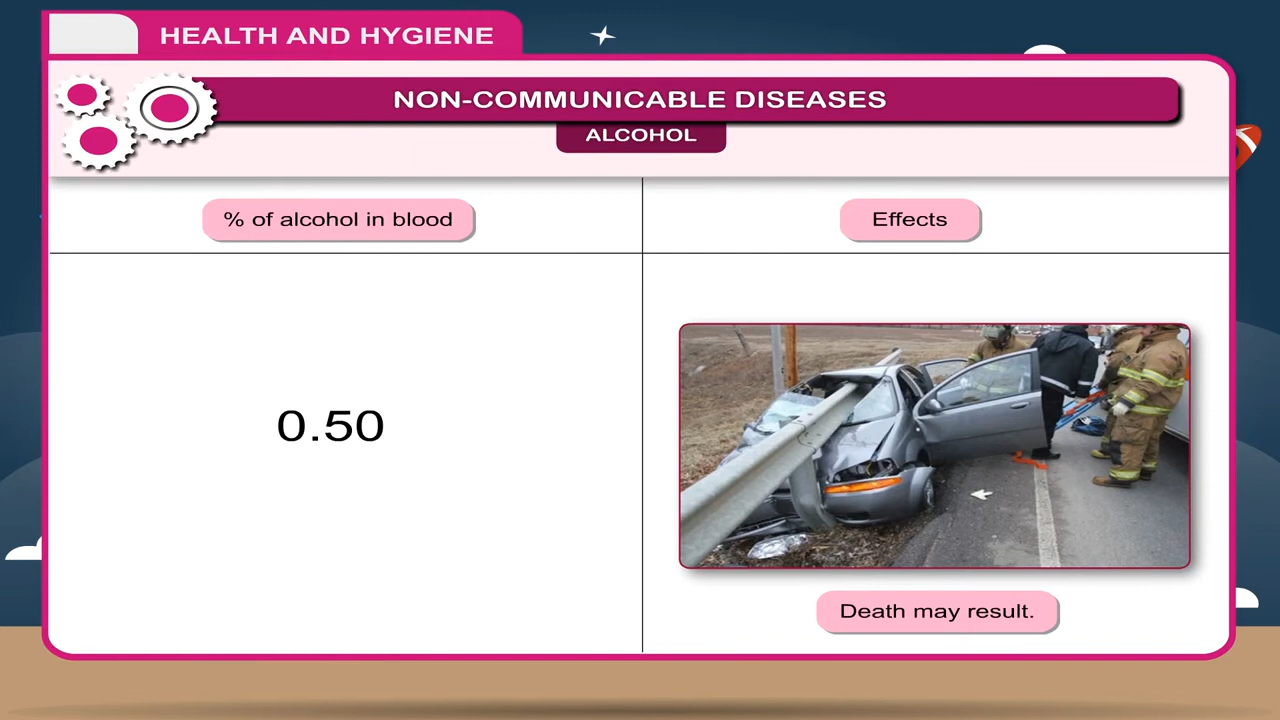 HEALTH AND HYGIENE
NON-COMMUNICABLE DISEASES
ALCOHOL
% of alcohol in blood
Effects
0.50
Death may result.